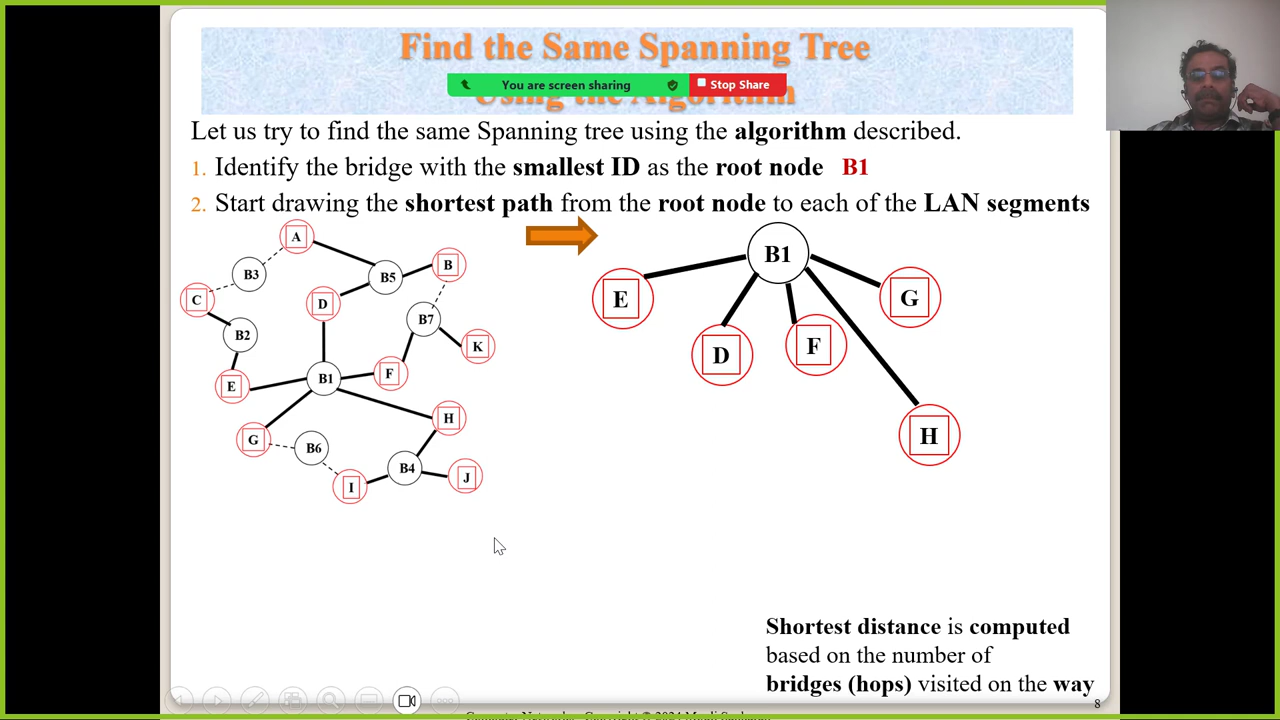 Find the Same Spanning Tree
You are screen sharing
Stop Share
Using the Algorithm
Let us try to find the same Spanning tree using the algorithm described.
1. Identify the bridge with the smallest ID as the root node B1
2. Start drawing the shortest path from the root node to each of the LAN segments
A
B3
B5
B
C
D
B7
B2
K
E
B1
F
H
G
B6
B4
I
J
B1
E
G
D
F
H
Shortest distance is computed
based on the number of
bridges (hops) visited on the way
8